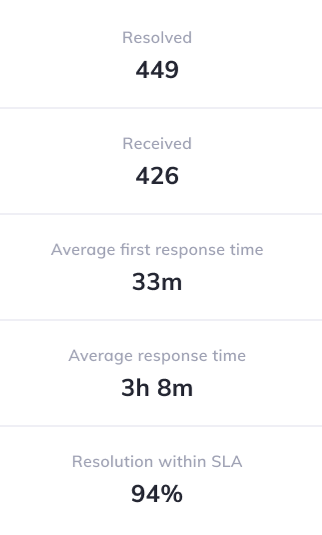 Resolved
449
Received
426
Average first response time
33m
Average response time
3h 8m
Resolution within SLA
94%